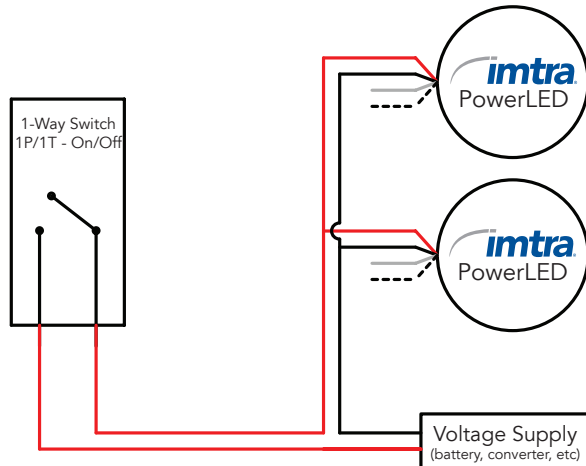 imtra
PowerLED
1-Way Switch
1P/1T - On/Off
imtra
PowerLED
Voltage Supply
(battery, converter, etc)